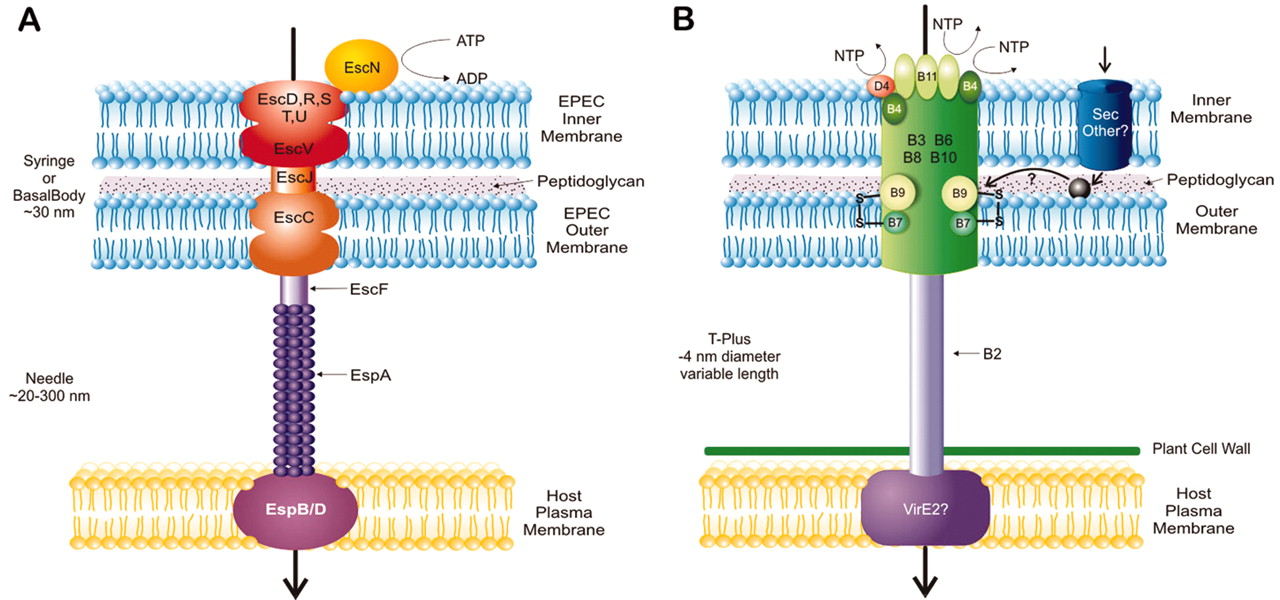 A
EscN
ATP
ADP
EscD,R,S
T,U
EscV
EscJ
EscC
EPEC
Inner
Membrane
Syringe
or
BasalBody
~30 nm
Peptidoglycan
EPEC
Outer
Membrane
EscF
EspA
Needle
~20-300 nm
EspB/D
Host
Plasma
Membrane
B
NTP
NTP
NTP
D4
B11
B4
B4
B3 B6
B8 B10
Sec
Other?
Inner
Membrane
Peptidoglycan
?
B9
B9
S
S
S
S
B7
B7
Outer
Membrane
T-Plus
-4 nm diameter
variable length
B2
Plant Cell Wall
VirE2?
Host
Plasma
Membrane